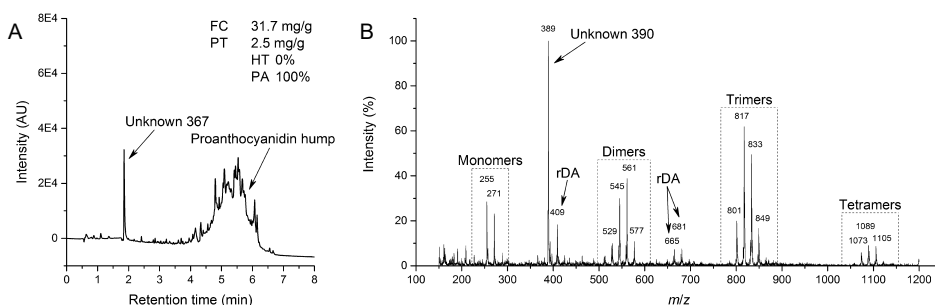 A
FC 31.7 mg/g
PT 2.5 mg/g
HT 0%
PA 100%
8E4
6E4
4E4
2E4
0
Intensity (AU)
Unknown 367
Proanthocyanidin hump
0 1 2 3 4 5 6 7 8
Retention time (min)
B
100
80
60
40
20
0
Intensity (%)
389
Unknown 390
Monomers
255
271
rDA
409
Dimers
561
545
529
577
rDA
681
665
Trimers
817
833
801
849
Tetramers
1089
1073
1105
100 200 300 400 500 600 700 800 900 1000 1100 1200
m/z